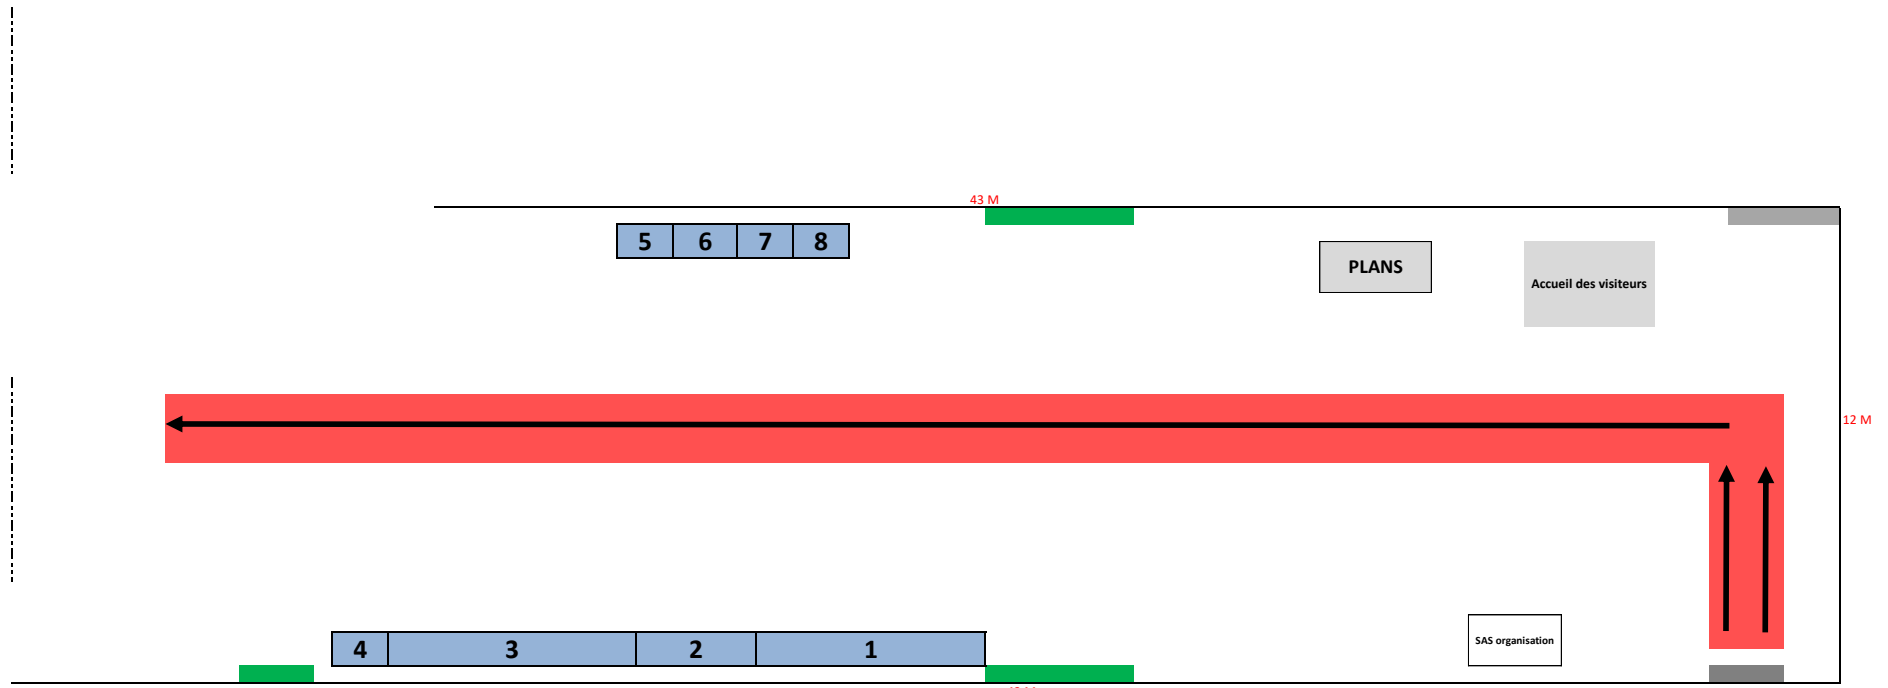 43 M
5 6 7 8
PLANS
Accueil des visiteurs
12 M
4 3 2 1
SAS organisation